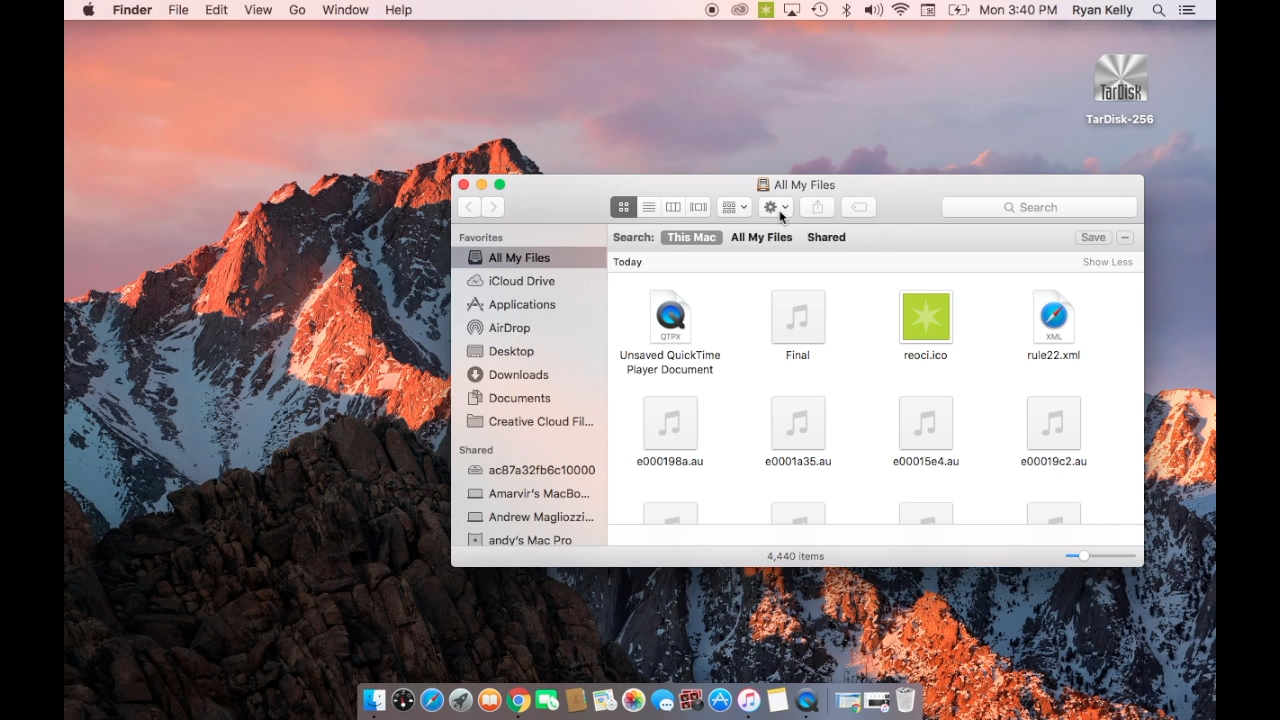 Finder File Edit View Go Window Help Mon 3:40 PM Ryan Kelly
TarDisk
TarDisk-256
All My Files
Search
Favorites
All My Files
iCloud Drive
Applications
AirDrop
Desktop
Downloads
Documents
Creative Cloud Fil...
Shared
ac87a32fb6c10000
Amarvir's MacBo...
Andrew Magliozzi...
andy's Mac Pro
Search: This Mac All My Files Shared Save
Today Show Less
QTPX
XML
Unsaved QuickTime
Player Document
Final
reoci.ico
rule22.xml
e000198a.au
e0001a35.au
e00015e4.au
e00019c2.au
4,440 items